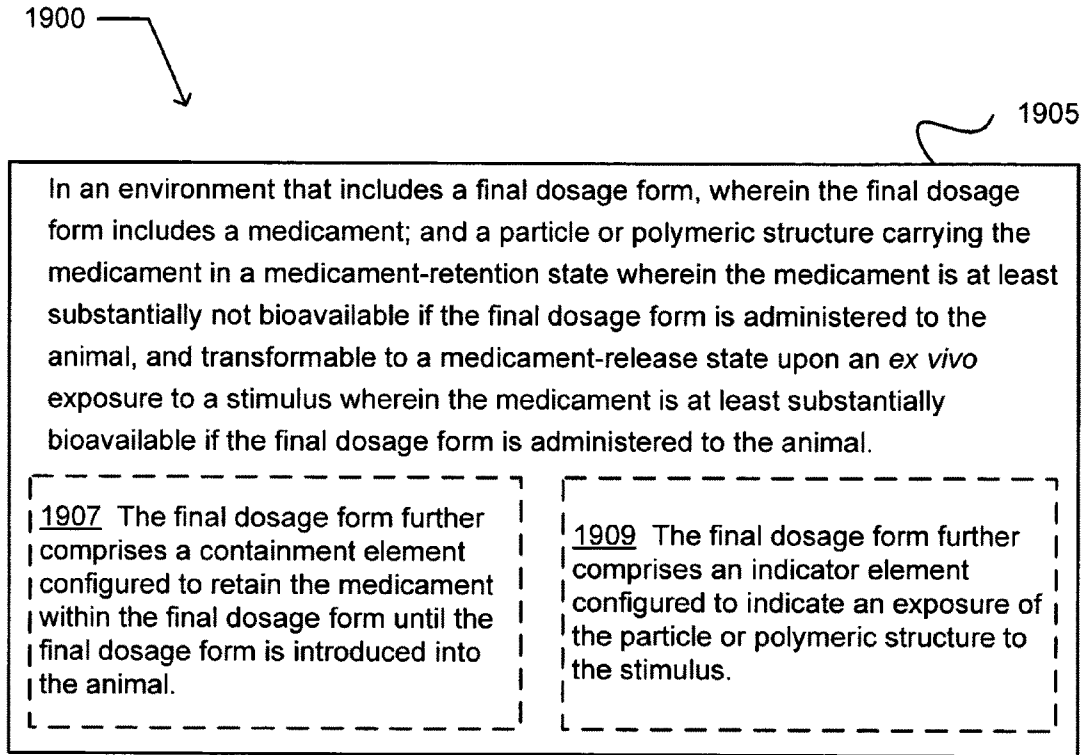 1900
1905
In an environment that includes a final dosage form, wherein the final dosage
form includes a medicament; and a particle or polymeric structure carrying the
medicament in a medicament-retention state wherein the medicament is at least
substantially not bioavailable if the final dosage form is administered to the
animal, and transformable to a medicament-release state upon an ex vivo
exposure to a stimulus wherein the medicament is at least substantially
bioavailable if the final dosage form is administered to the animal.
1907 The final dosage form further
comprises a containment element
configured to retain the medicament
within the final dosage form until the
final dosage form is introduced into
the animal.
1909 The final dosage form further
comprises an indicator element
configured to indicate an exposure of
the particle or polymeric structure to
the stimulus.